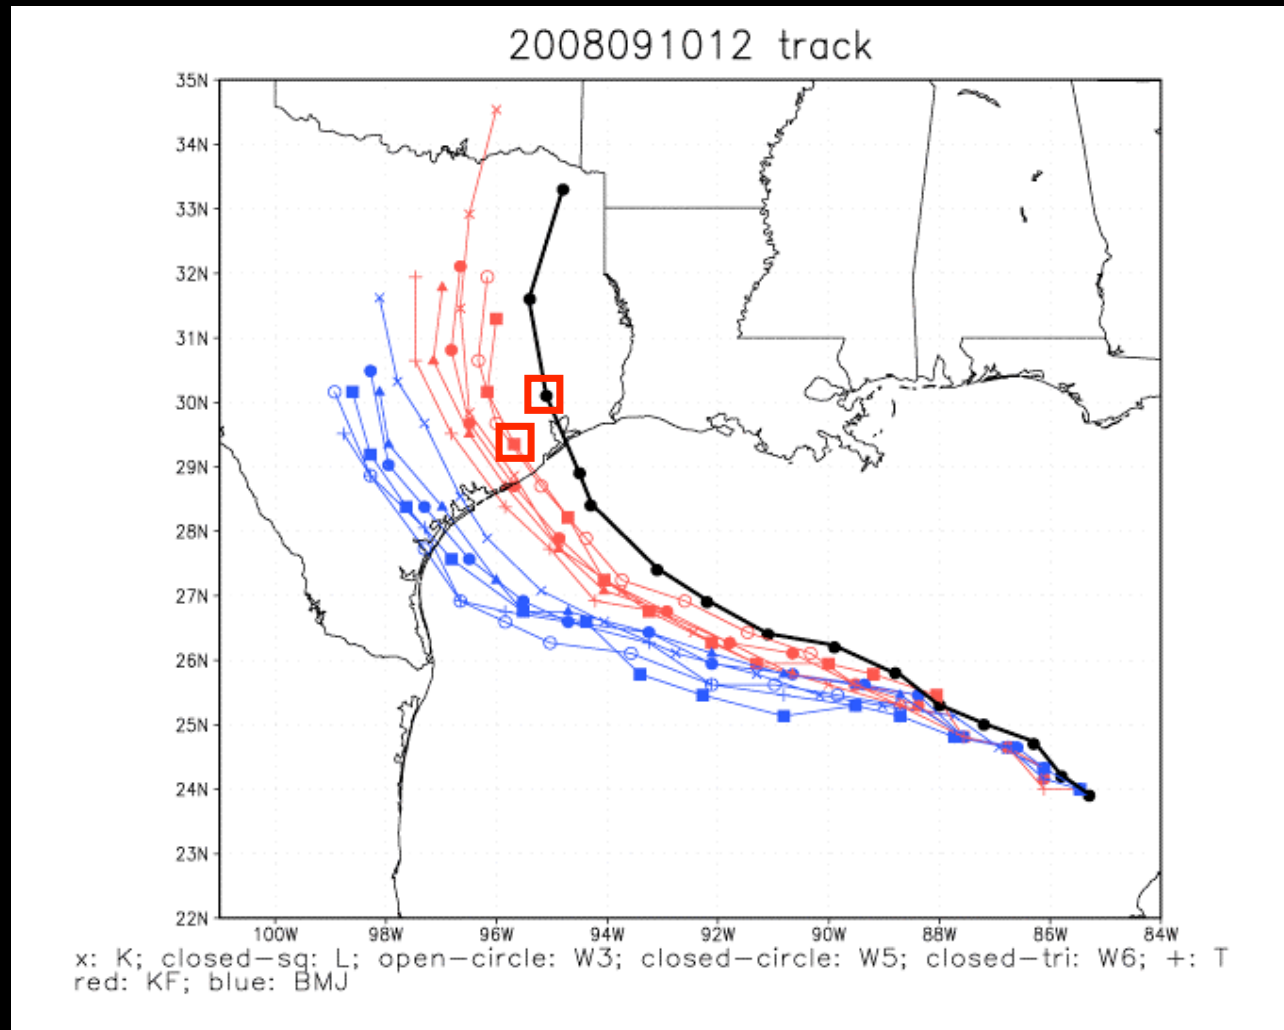 2008091012 track
35N
34N
33N
32N
31N
30N
29N
28N
27N
26N
25N
24N
23N
22N
100W 98W 96W 94W 92W 90W 88W 86W 84W
x: K; closed-sq: L; open-circle: W3; closed-circle: W5; closed-tri: W6; +: T
red: KF; blue: BMJ